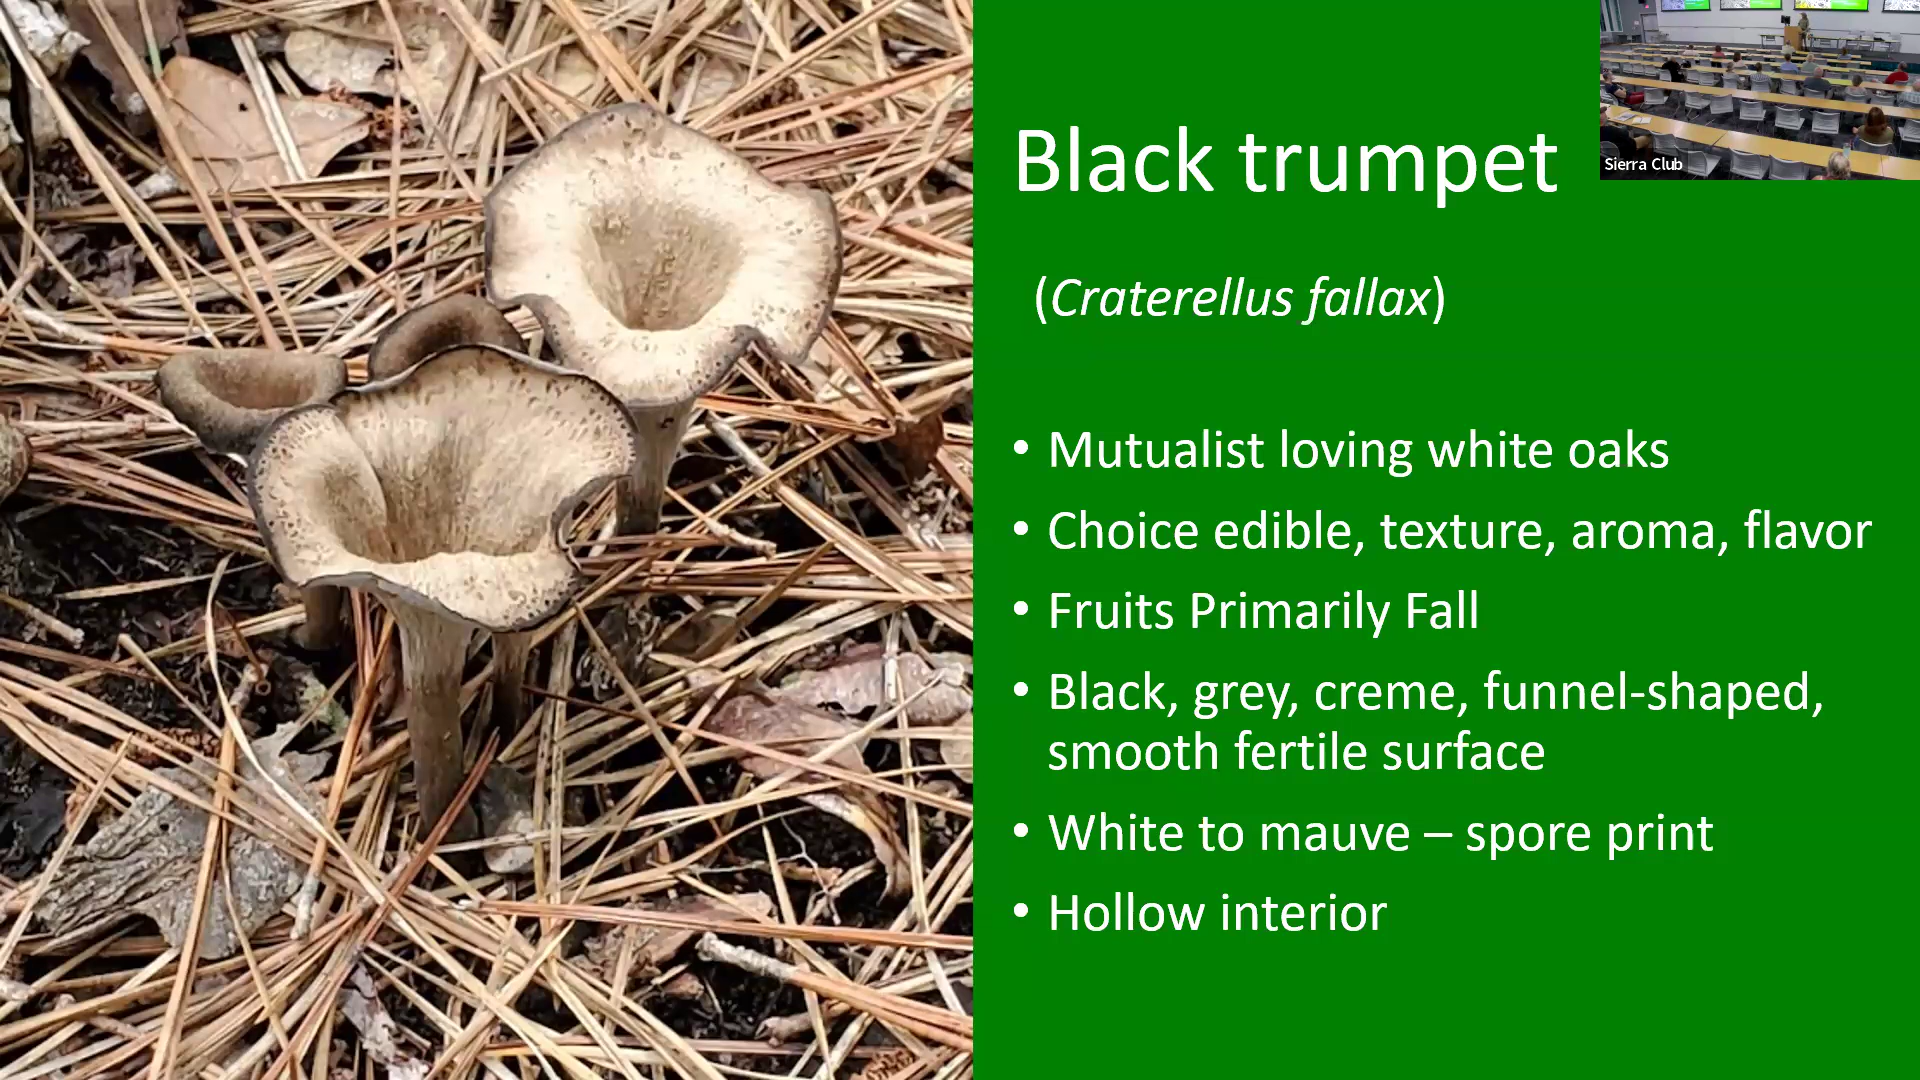 Black trumpet
Sierra Club
(Craterellus fallax)
• Mutualist loving white oaks
• Choice edible, texture, aroma, flavor
• Fruits Primarily Fall
• Black, grey, creme, funnel-shaped,
smooth fertile surface
• White to mauve – spore print
• Hollow interior